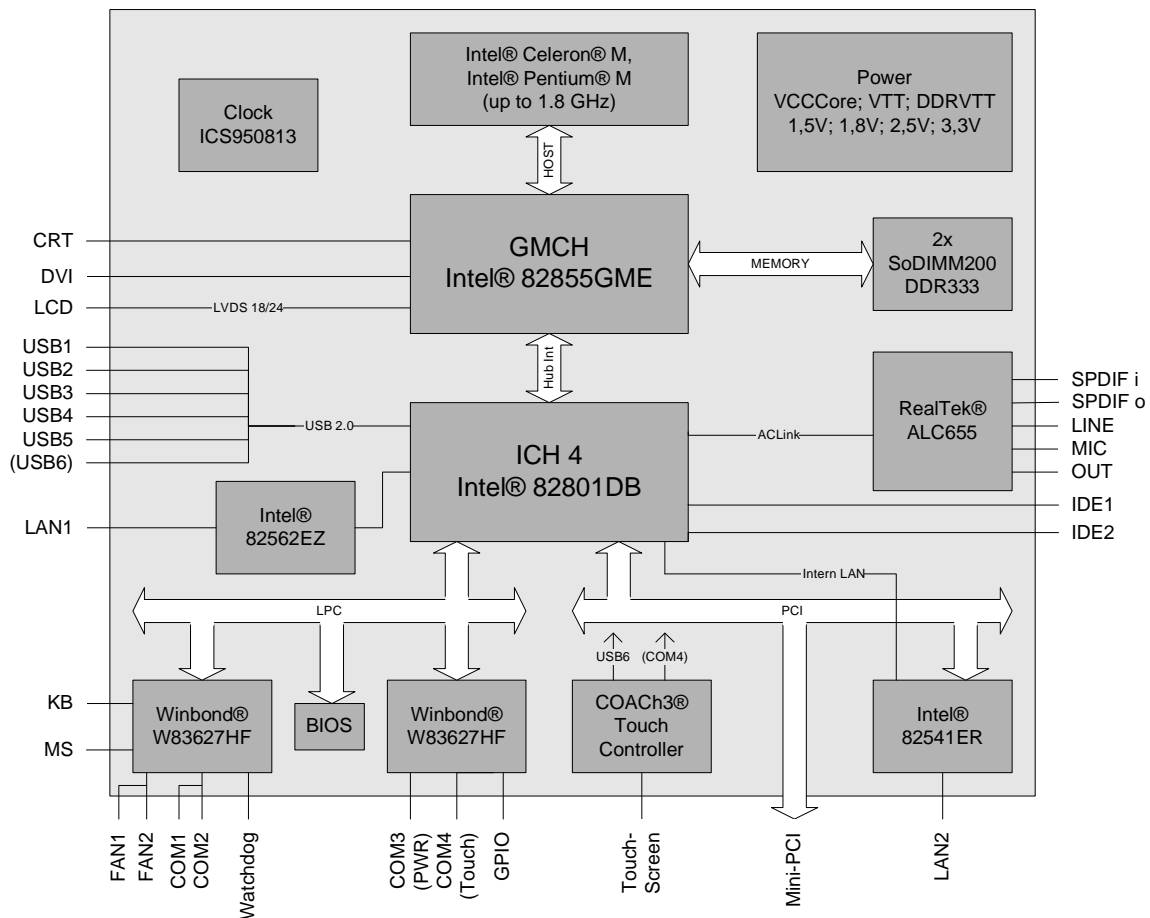 Intel® Celeron® M,
Intel® Pentium® M
(up to 1.8 GHz)
Power
VCCCore; VTT; DDRVTT
1,5V; 1,8V; 2,5V; 3,3V
Clock
ICS950813
HOST
CRT
DVI
LCD
LVDS 18/24
GMCH
Intel® 82855GME
MEMORY
2x
SoDIMM200
DDR333
Hub Int
USB1
USB2
USB3
USB4
USB5
(USB6)
USB 2.0
ICH 4
Intel® 82801DB
ACLink
RealTek®
ALC655
SPDIF i
SPDIF o
LINE
MIC
OUT
IDE1
IDE2
LAN1
Intel®
82562EZ
Intern LAN
LPC
PCI
USB6
(COM4)
KB
MS
Winbond®
W83627HF
BIOS
Winbond®
W83627HF
COACh3®
Touch
Controller
Intel®
82541ER
FAN1
FAN2
COM1
COM2
Watchdog
COM3
(PWR)
COM4
(Touch)
GPIO
Touch-
Screen
Mini-PCI
LAN2